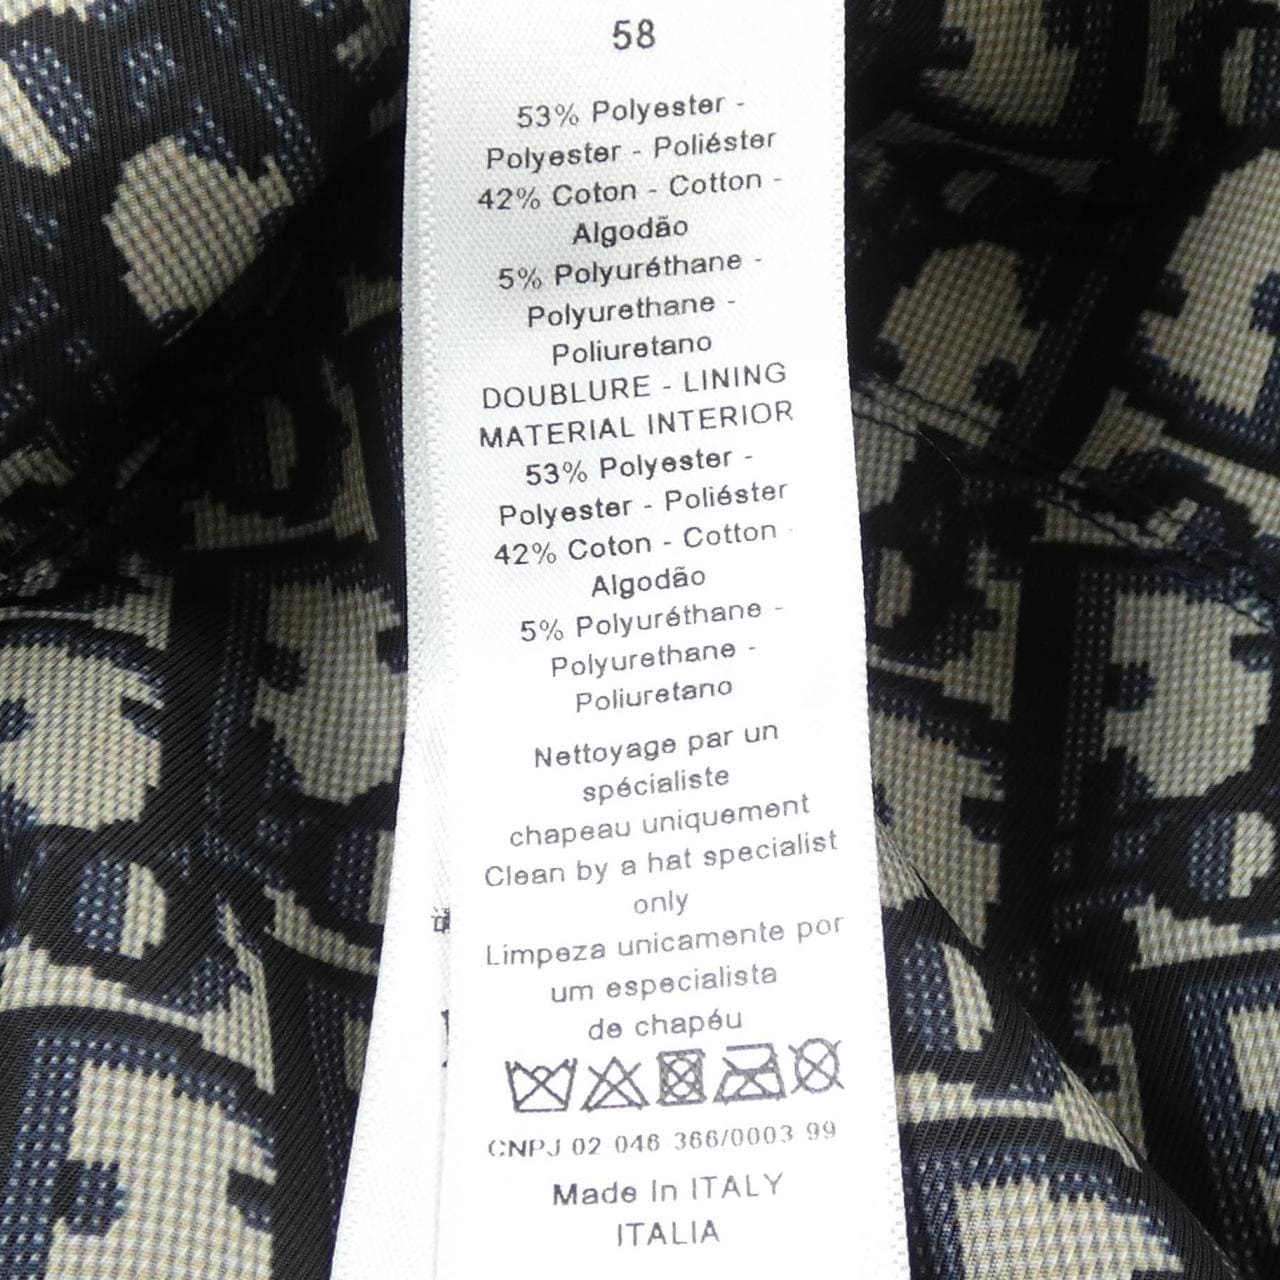 58
53% Polyester -
Polyester - Poliéster
42% Coton - Cotton -
Algodão
5% Polyuréthane -
Polyurethane -
Poliuretano
DOUBLURE - LINING
MATERIAL INTERIOR
53% Polyester -
Polyester - Poliéster
42% Coton - Cotton -
Algodão
5% Polyuréthane -
Polyurethane -
Poliuretano
Nettoyage par un
spécialiste
chapeau uniquement
Clean by a hat specialist
only
Limpeza unicamente por
um especialista
de chapéu
CNPJ 02 046 366/0003 99
Made In ITALY
ITALIA